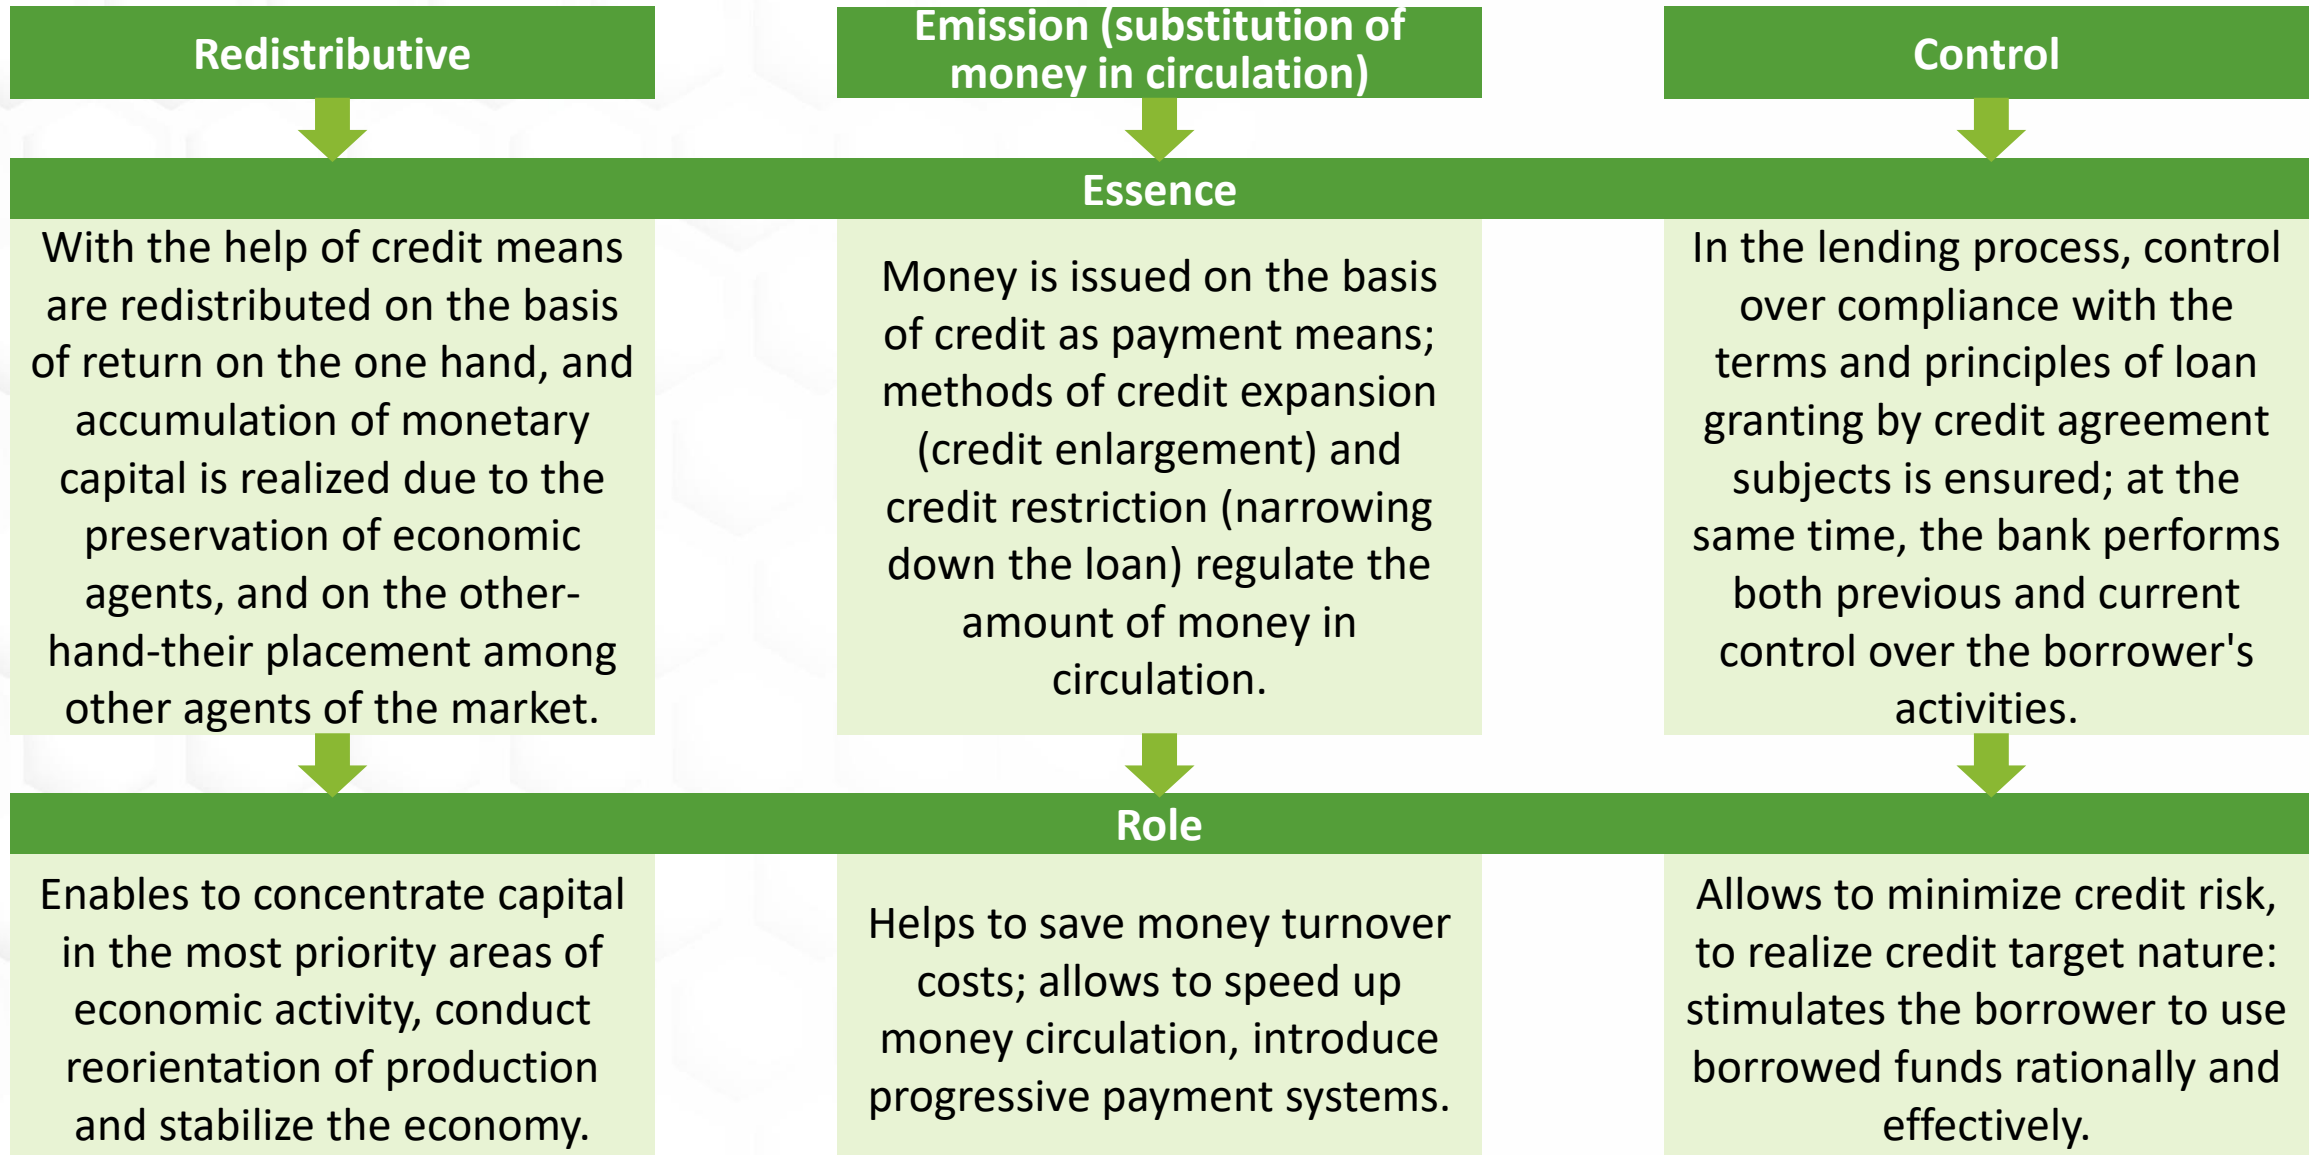 Redistributive
Emission (substitution of
money in circulation)
Control
Essence
With the help of credit means
are redistributed on the basis
of return on the one hand, and
accumulation of monetary
capital is realized due to the
preservation of economic
agents, and on the other-
hand-their placement among
other agents of the market.
Money is issued on the basis
of credit as payment means;
methods of credit expansion
(credit enlargement) and
credit restriction (narrowing
down the loan) regulate the
amount of money in
circulation.
In the lending process, control
over compliance with the
terms and principles of loan
granting by credit agreement
subjects is ensured; at the
same time, the bank performs
both previous and current
control over the borrower's
activities.
Role
Enables to concentrate capital
in the most priority areas of
economic activity, conduct
reorientation of production
and stabilize the economy.
Helps to save money turnover
costs; allows to speed up
money circulation, introduce
progressive payment systems.
Allows to minimize credit risk,
to realize credit target nature:
stimulates the borrower to use
borrowed funds rationally and
effectively.